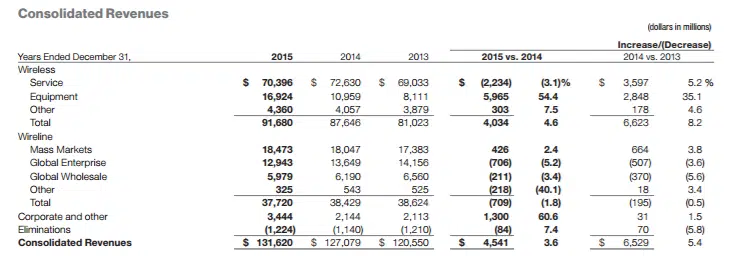 Consolidated Revenues
(dollars in millions)
Increase/(Decrease)
Years Ended December 31, 2015 2014 2013 2015 vs. 2014 2014 vs. 2013
Wireless
Service $ 70,396 $ 72,630 $ 69,033 $ (2,234) (3.1)% $ 3,597 5.2 %
Equipment 16,924 10,959 8,111 5,965 54.4 2,848 35.1
Other 4,360 4,057 3,879 303 7.5 178 4.6
Total 91,680 87,646 81,023 4,034 4.6 6,623 8.2
Wireline
Mass Markets 18,473 18,047 17,383 426 2.4 664 3.8
Global Enterprise 12,943 13,649 14,156 (706) (5.2) (507) (3.6)
Global Wholesale 5,979 6,190 6,560 (211) (3.4) (370) (5.6)
Other 325 543 525 (218) (40.1) 18 3.4
Total 37,720 38,429 38,624 (709) (1.8) (195) (0.5)
Corporate and other 3,444 2,144 2,113 1,300 60.6 31 1.5
Eliminations (1,224) (1,140) (1,210) (84) 7.4 70 (5.8)
Consolidated Revenues $ 131,620 $ 127,079 $ 120,550 $ 4,541 3.6 $ 6,529 5.4